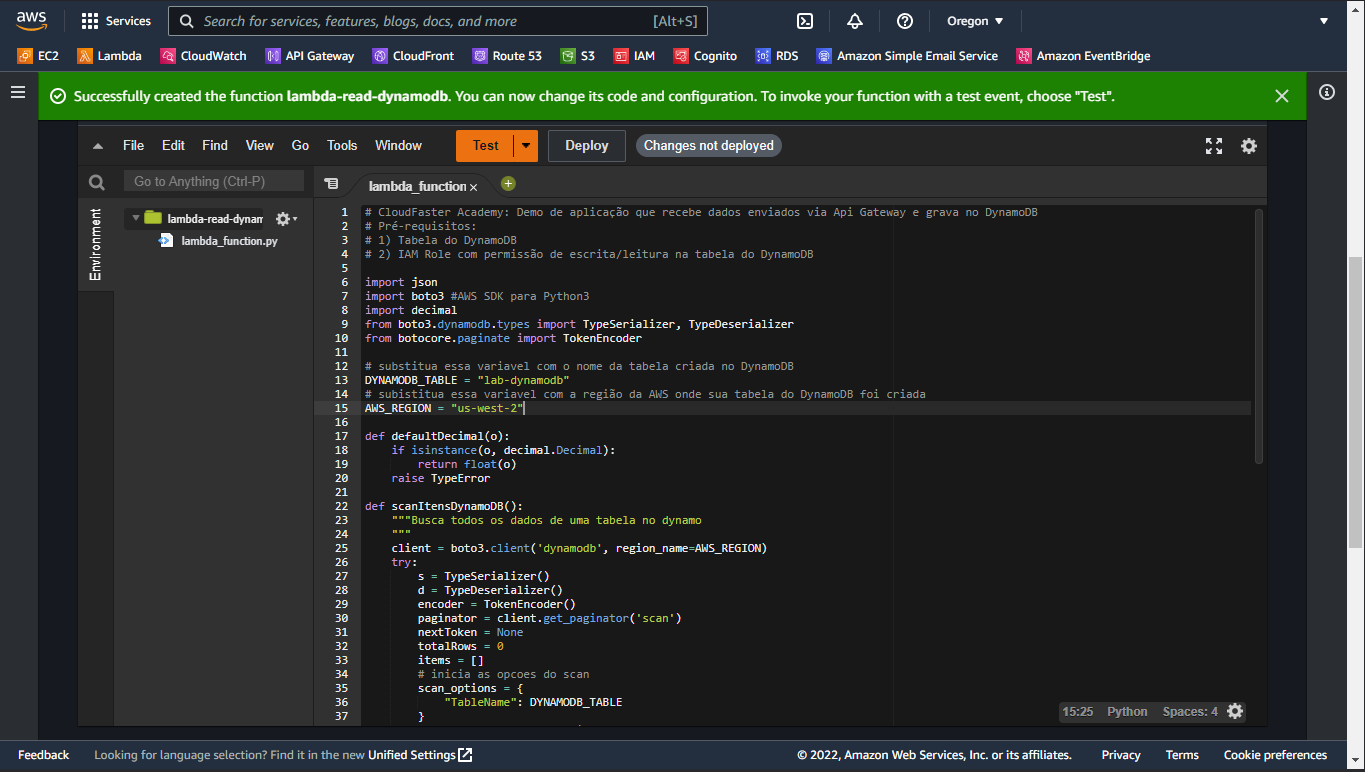 aws Services Search for services, features, blogs, docs, and more [Alt+S] Oregon
EC2 Lambda CloudWatch API Gateway CloudFront Route 53 S3 IAM Cognito RDS Amazon Simple Email Service Amazon EventBridge
Successfully created the function lambda-read-dynamodb. You can now change its code and configuration. To invoke your function with a test event, choose "Test".
File Edit Find View Go Tools Window Test Deploy Changes not deployed
Go to Anything (Ctrl-P)
lambda_function
Environment
lambda-read-dynam
lambda_function.py
1 # CloudFaster Academy: Demo de aplicação que recebe dados enviados via Api Gateway e grava no DynamoDB
2 # Pré-requisitos:
3 # 1) Tabela do DynamoDB
4 # 2) IAM Role com permissão de escrita/leitura na tabela do DynamoDB
5
6 import json
7 import boto3 #AWS SDK para Python3
8 import decimal
9 from boto3.dynamodb.types import TypeSerializer, TypeDeserializer
10 from botocore.paginate import TokenEncoder
11
12 # substitua essa variavel com o nome da tabela criada no DynamoDB
13 DYNAMODB_TABLE = "lab-dynamodb"
14 # subistitua essa variavel com a região da AWS onde sua tabela do DynamoDB foi criada
15 AWS_REGION = "us-west-2"
16
17 def defaultDecimal(o):
18     if isinstance(o, decimal.Decimal):
19         return float(o)
20     raise TypeError
21
22 def scanItensDynamoDB():
23     """Busca todos os dados de uma tabela no dynamo
24     """
25     client = boto3.client('dynamodb', region_name=AWS_REGION)
26     try:
27         s = TypeSerializer()
28         d = TypeDeserializer()
29         encoder = TokenEncoder()
30         paginator = client.get_paginator('scan')
31         nextToken = None
32         totalRows = 0
33         items = []
34         # inicia as opcoes do scan
35         scan_options = {
36             "TableName": DYNAMODB_TABLE
37         }
15:25 Python Spaces: 4
Feedback Looking for language selection? Find it in the new Unified Settings © 2022, Amazon Web Services, Inc. or its affiliates. Privacy Terms Cookie preferences